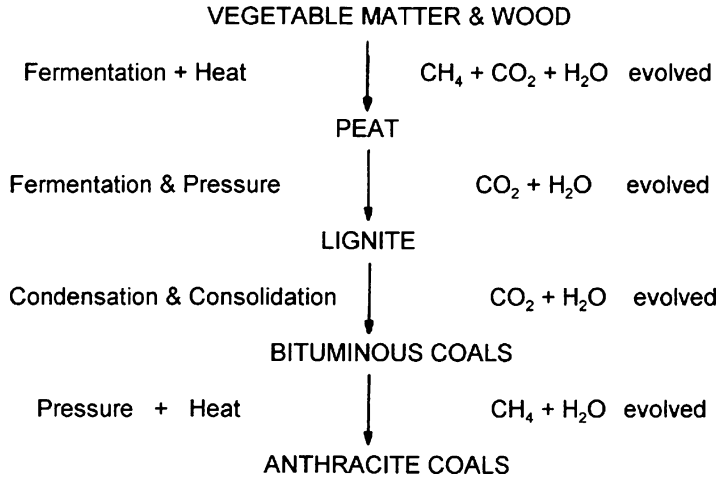 VEGETABLE MATTER & WOOD
Fermentation + Heat CH₄ + CO₂ + H₂O evolved
PEAT
Fermentation & Pressure CO₂ + H₂O evolved
LIGNITE
Condensation & Consolidation CO₂ + H₂O evolved
BITUMINOUS COALS
Pressure + Heat CH₄ + H₂O evolved
ANTHRACITE COALS